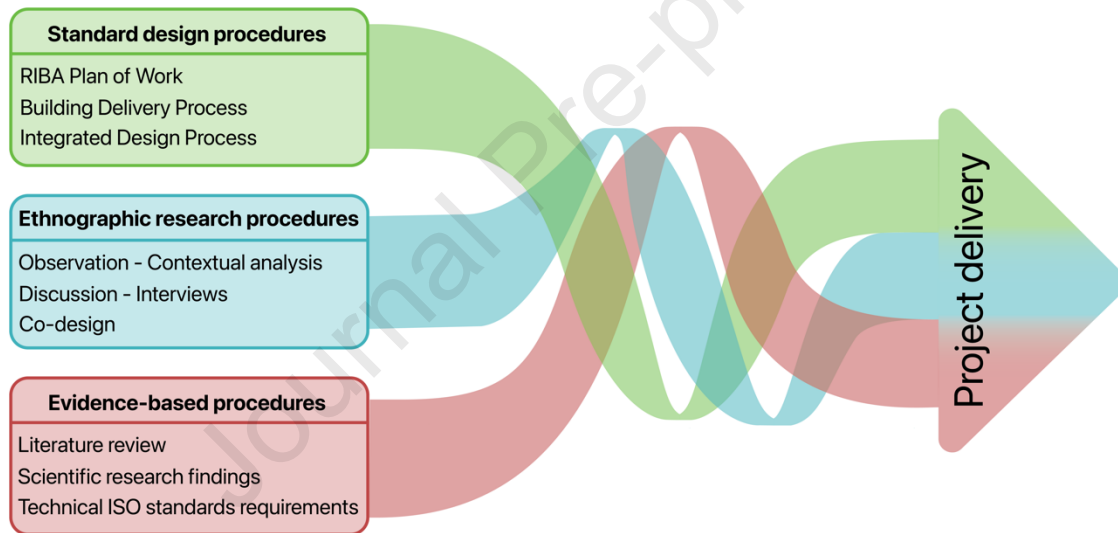 Standard design procedures
RIBA Plan of Work
Building Delivery Process
Integrated Design Process
Ethnographic research procedures
Observation - Contextual analysis
Discussion - Interviews
Co-design
Evidence-based procedures
Literature review
Scientific research findings
Technical ISO standards requirements
Project delivery
Journal Pre-p